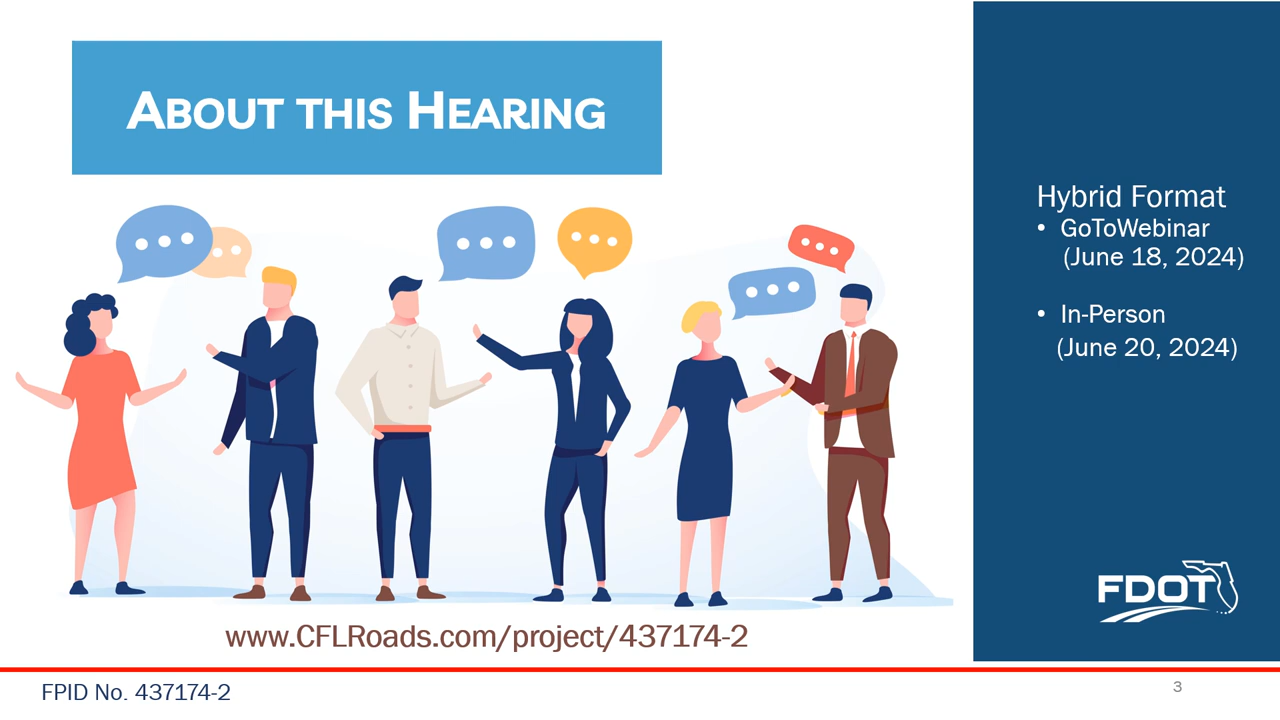 ABOUT THIS HEARING
Hybrid Format
• GoToWebinar
(June 18, 2024)
• In-Person
(June 20, 2024)
FDOT
www.CFLRoads.com/project/437174-2
FPID No. 437174-2
3